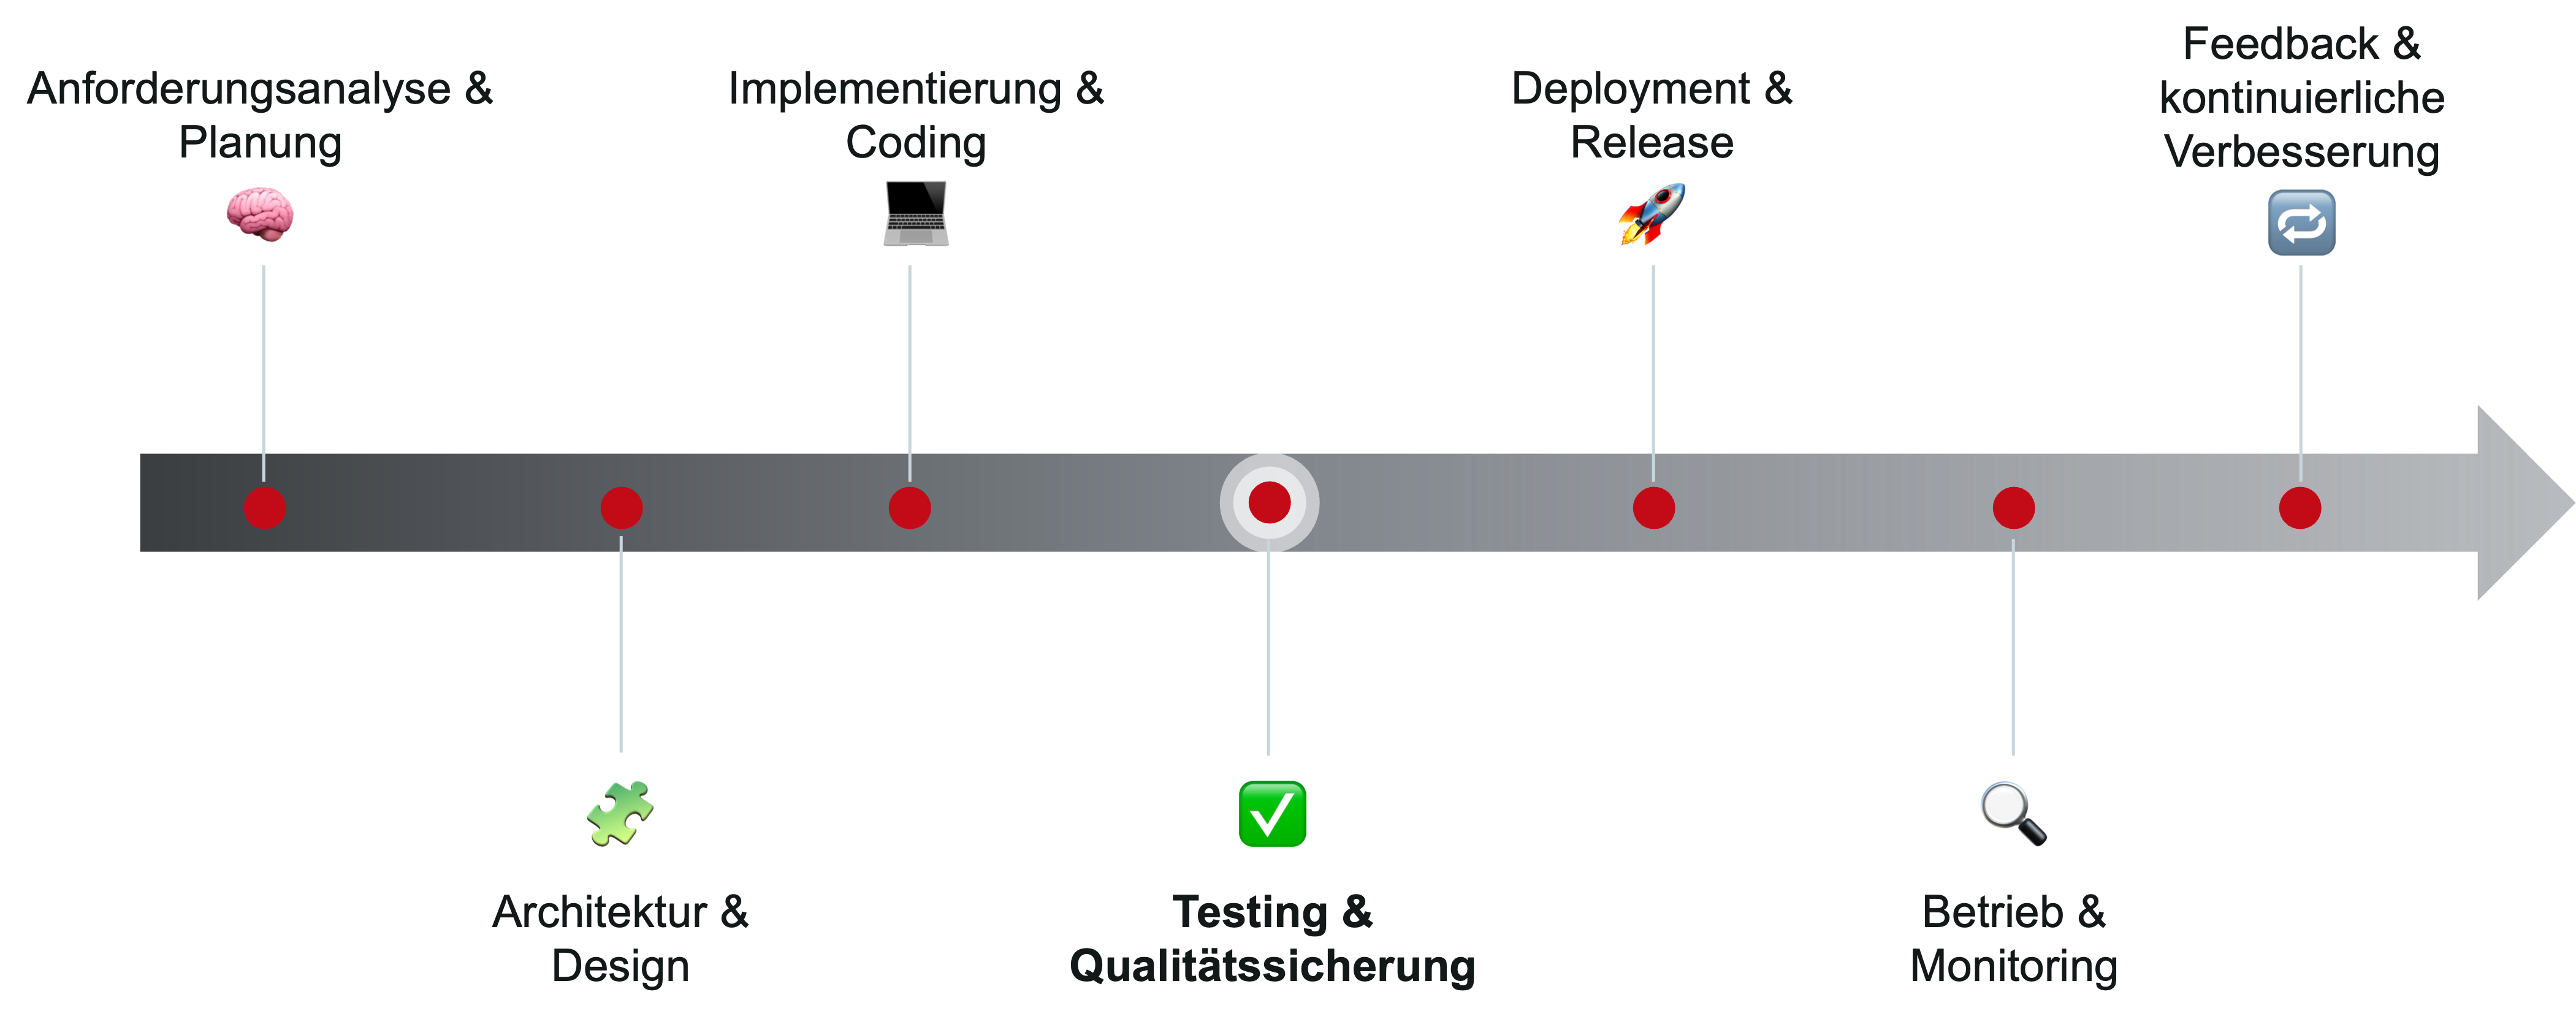 Anforderungsanalyse &
Planung
Architektur &
Design
Implementierung &
Coding
Testing &
Qualitätssicherung
Deployment &
Release
Betrieb &
Monitoring
Feedback &
kontinuierliche
Verbesserung